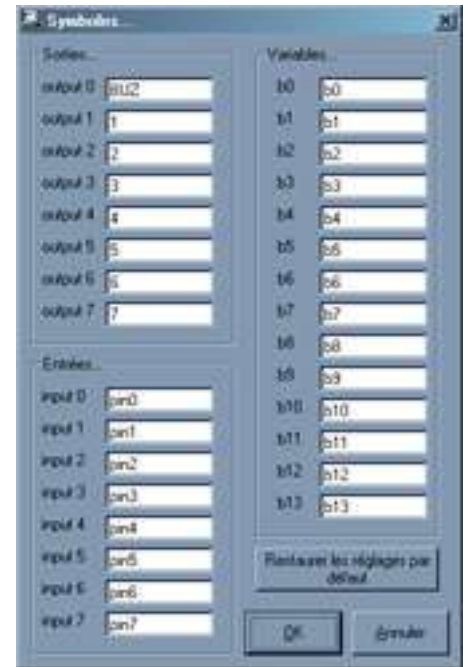 Symboles...
Sorties...
output 0 BUZ
output 1 1
output 2 2
output 3 3
output 4 4
output 5 5
output 6 6
output 7 7
Entrées...
input 0 pin0
input 1 pin1
input 2 pin2
input 3 pin3
input 4 pin4
input 5 pin5
input 6 pin6
input 7 pin7
Variables...
b0 b0
b1 b1
b2 b2
b3 b3
b4 b4
b5 b5
b6 b6
b7 b7
b8 b8
b9 b9
b10 b10
b11 b11
b12 b12
b13 b13
Restaurer les réglages par
défaut
OK
Annuler